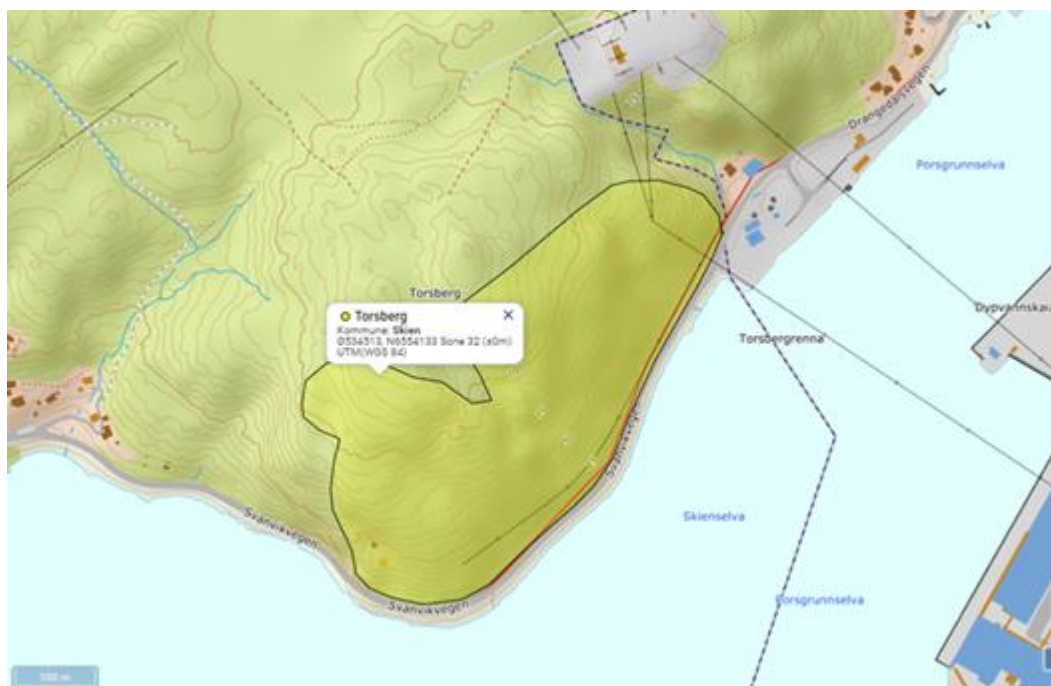 Drangedalsvegen
Porsgrunnselva
Torsberg
Torsberg
Kommune: Skien
Ø534513, N6554133 Sone 32 (±0m)
UTM(WGS 84)
Dypvannskai
Torsbergrenna
Svanvikvegen
Skienselva
Svanvikvegen
Porsgrunnselva
Svanvikvegen
100 m